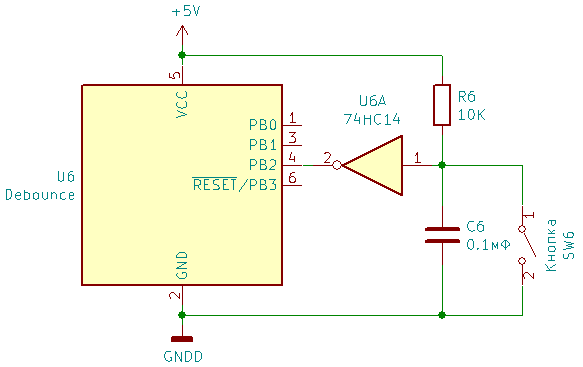 +5V
5
VCC
U6A
74HC14
R6
10K
PB0
1
PB1
3
PB2
4
2
1
RESET/PB3
6
U6
Debounce
C6
0.1мФ
1
2
Кнопка
SW6
GND
2
GNDD